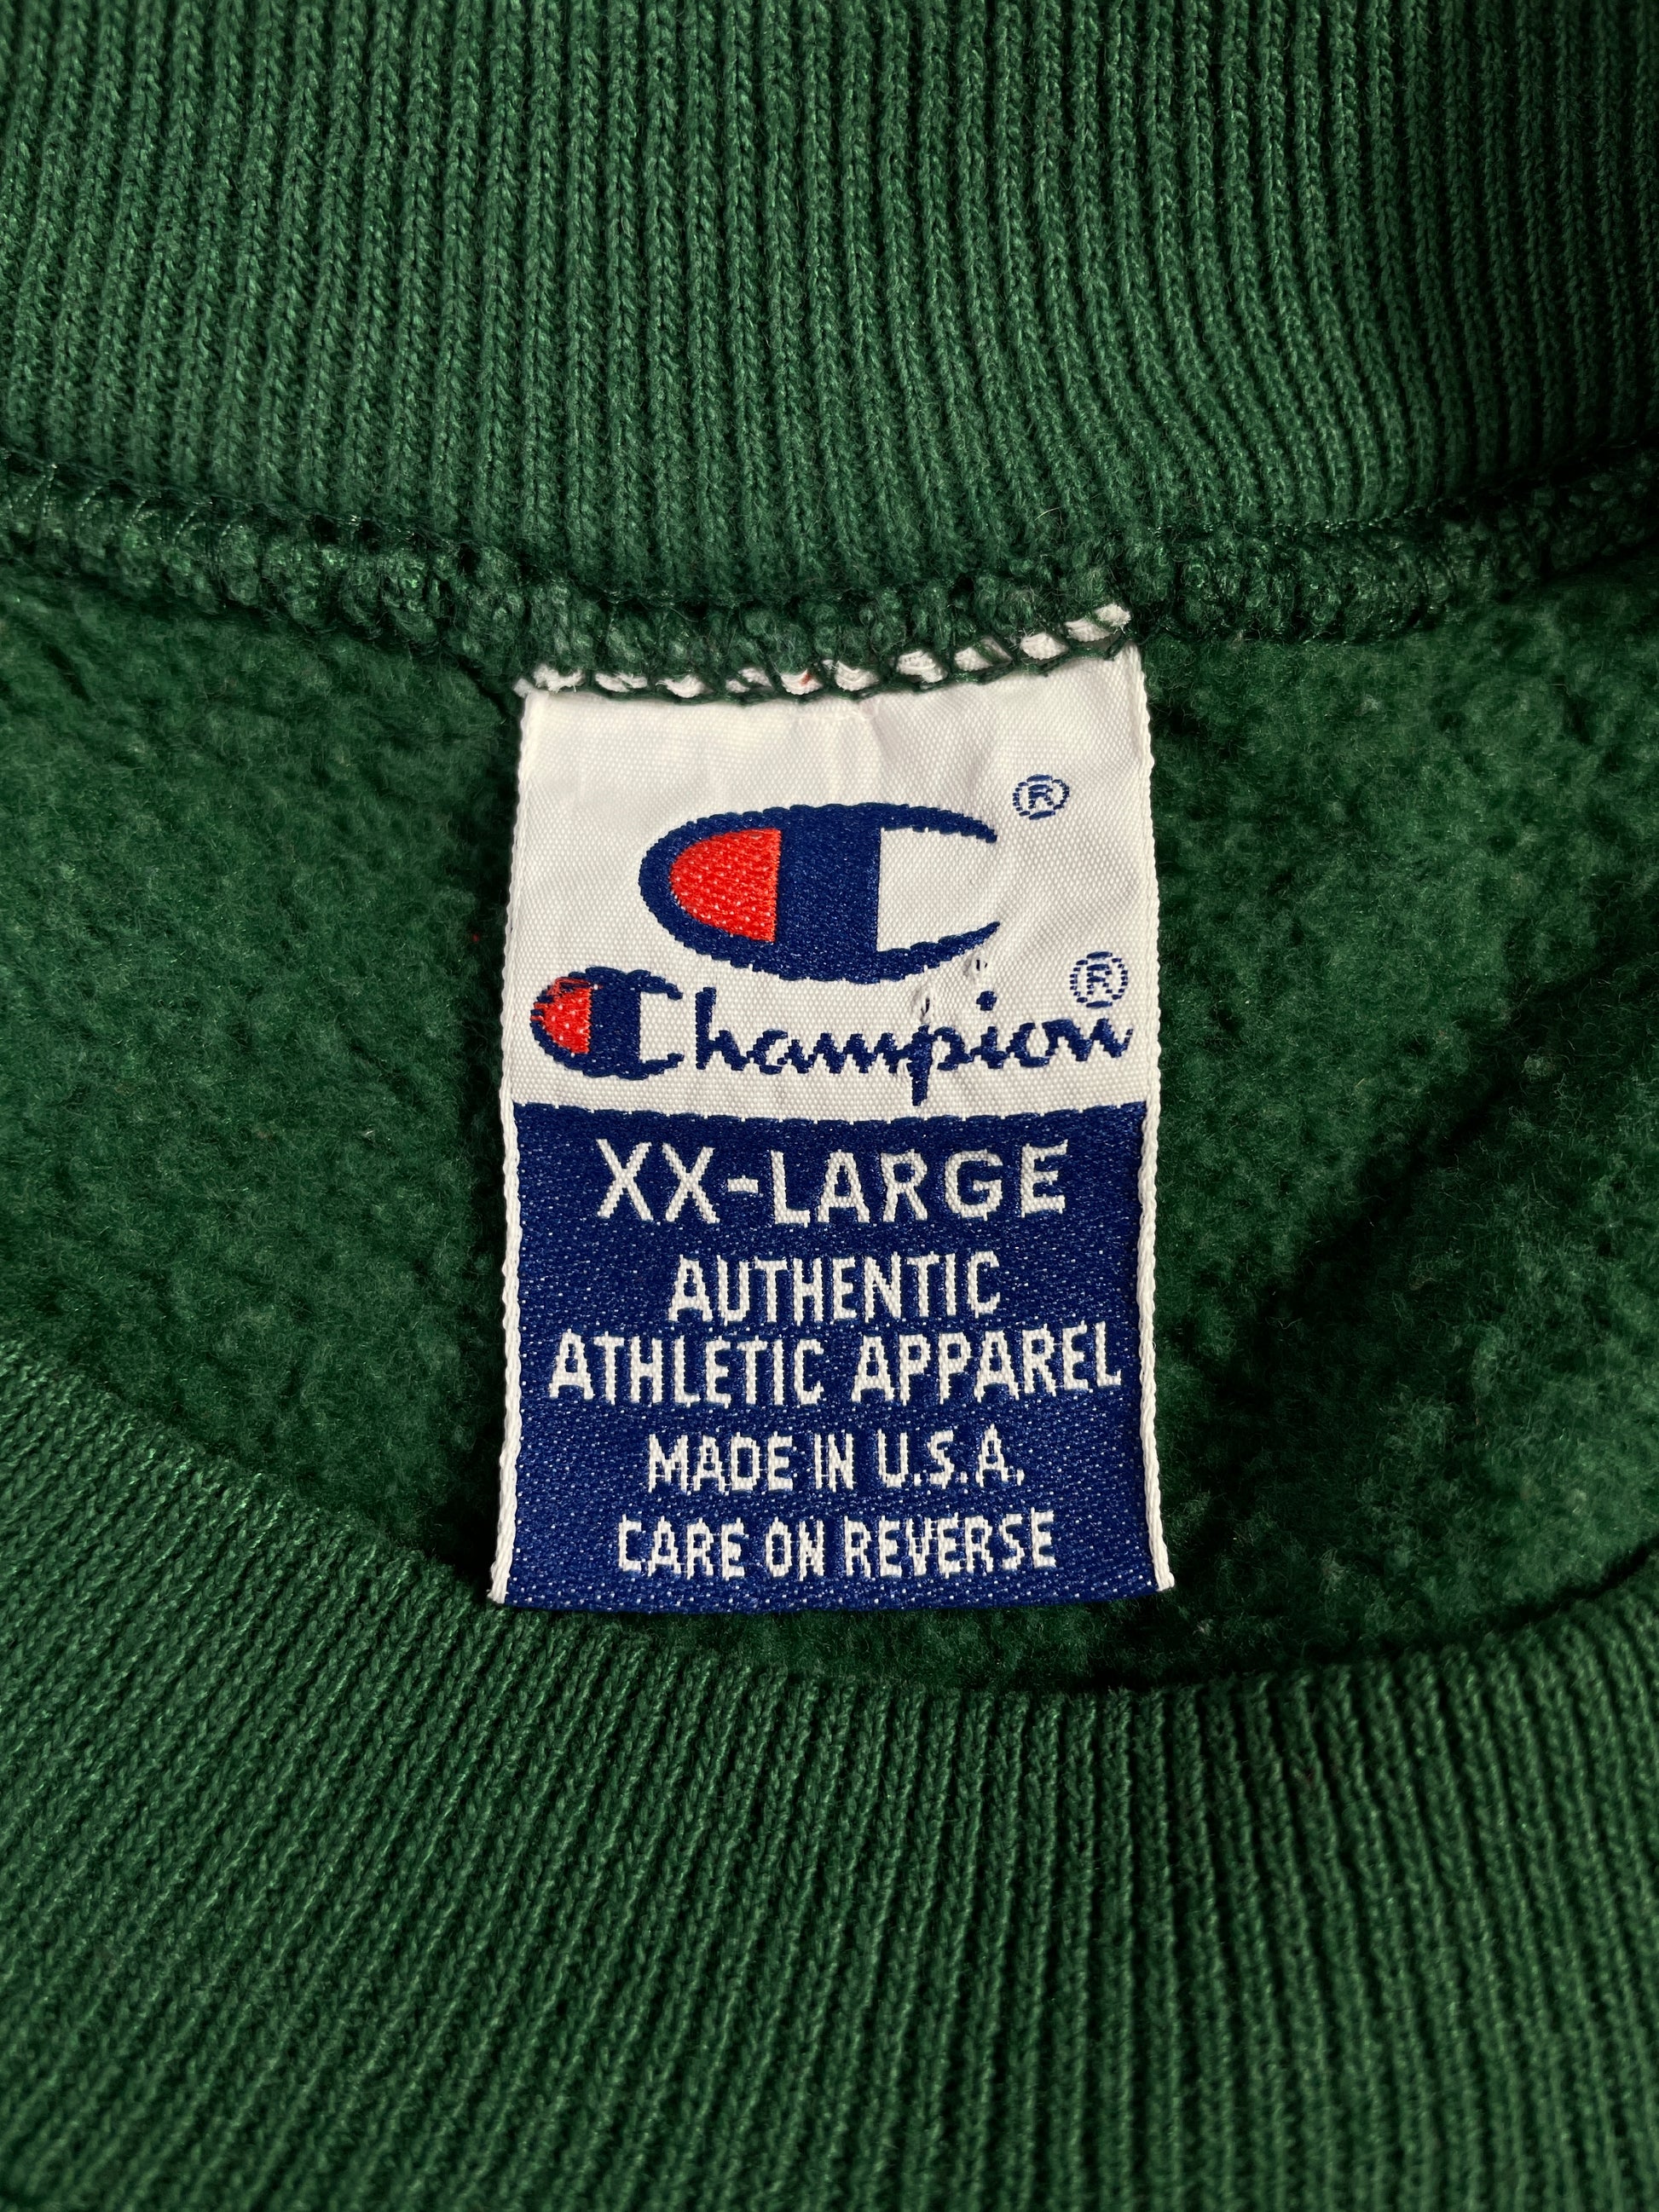 ®
Champion®
XX-LARGE
AUTHENTIC
ATHLETIC APPAREL
MADE IN U.S.A.
CARE ON REVERSE